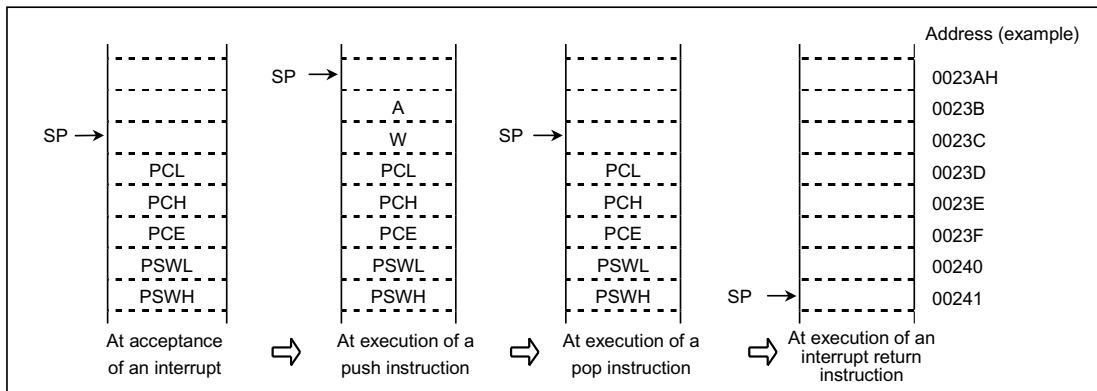 Address (example)
SP
SP
SP
SP
A
W
PCL
PCH
PCE
PSWL
PSWH
PCL
PCH
PCE
PSWL
PSWH
PCL
PCH
PCE
PSWL
PSWH
0023AH
0023B
0023C
0023D
0023E
0023F
00240
00241
At acceptance
of an interrupt
At execution of a
push instruction
At execution of a
pop instruction
At execution of an
interrupt return
instruction